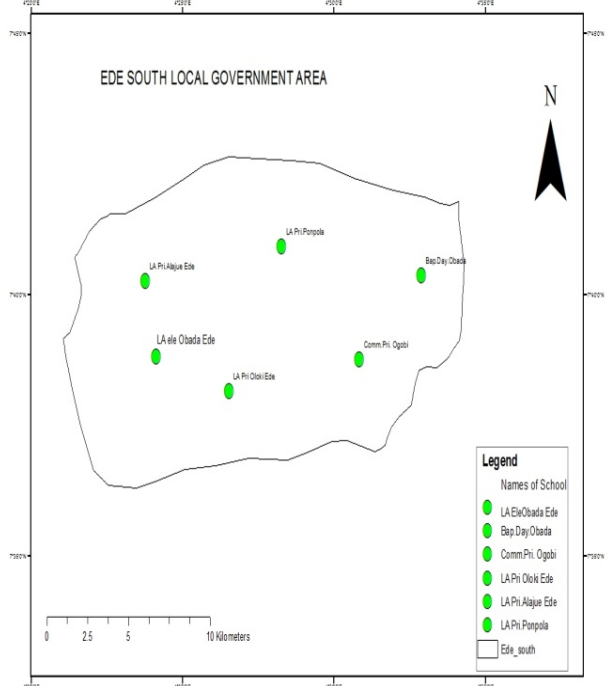 EDE SOUTH LOCAL GOVERNMENT AREA
N
LA Pri.Ponpola
LA Pri.Alajue Ede
Bap.Day.Obada
LA ele Obada Ede
Comm.Pri. Ogobi
LA Pri Oloki Ede
Legend
Names of School
LA EleObada Ede
Bap.Day.Obada
Comm.Pri. Ogobi
LA Pri Oloki Ede
LA Pri.Alajue Ede
LA Pri.Ponpola
Ede_south
0 2.5 5 10 Kilometers